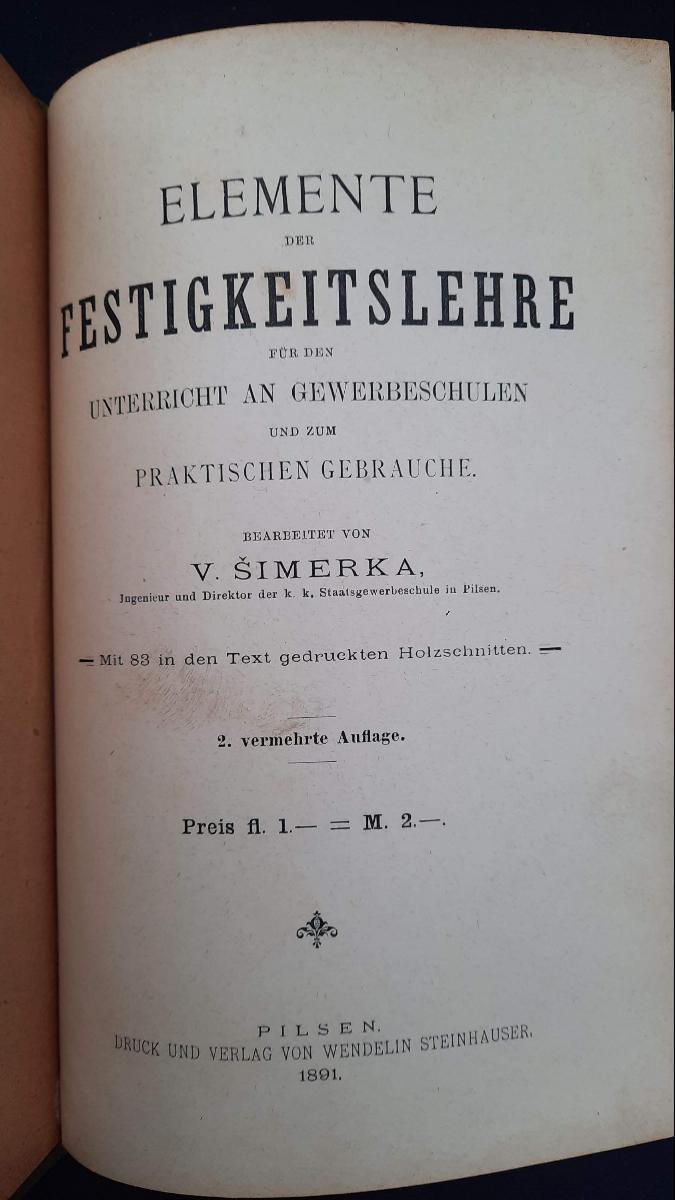 ELEMENTE
DER
FESTIGKEITSLEHRE
FÜR DEN
UNTERRICHT AN GEWERBESCHULEN
UND ZUM
PRAKTISCHEN GEBRAUCHE.
BEARBEITET VON
V. ŠIMERKA,
Jngenieur und Direktor der k. k. Staatsgewerbeschule in Pilsen.
Mit 83 in den Text gedruckten Holzschnitten.
2. vermehrte Auflage.
Preis fl. 1.— = M. 2.—.
PILSEN.
DRUCK UND VERLAG VON WENDELIN STEINHAUSER.
1891.